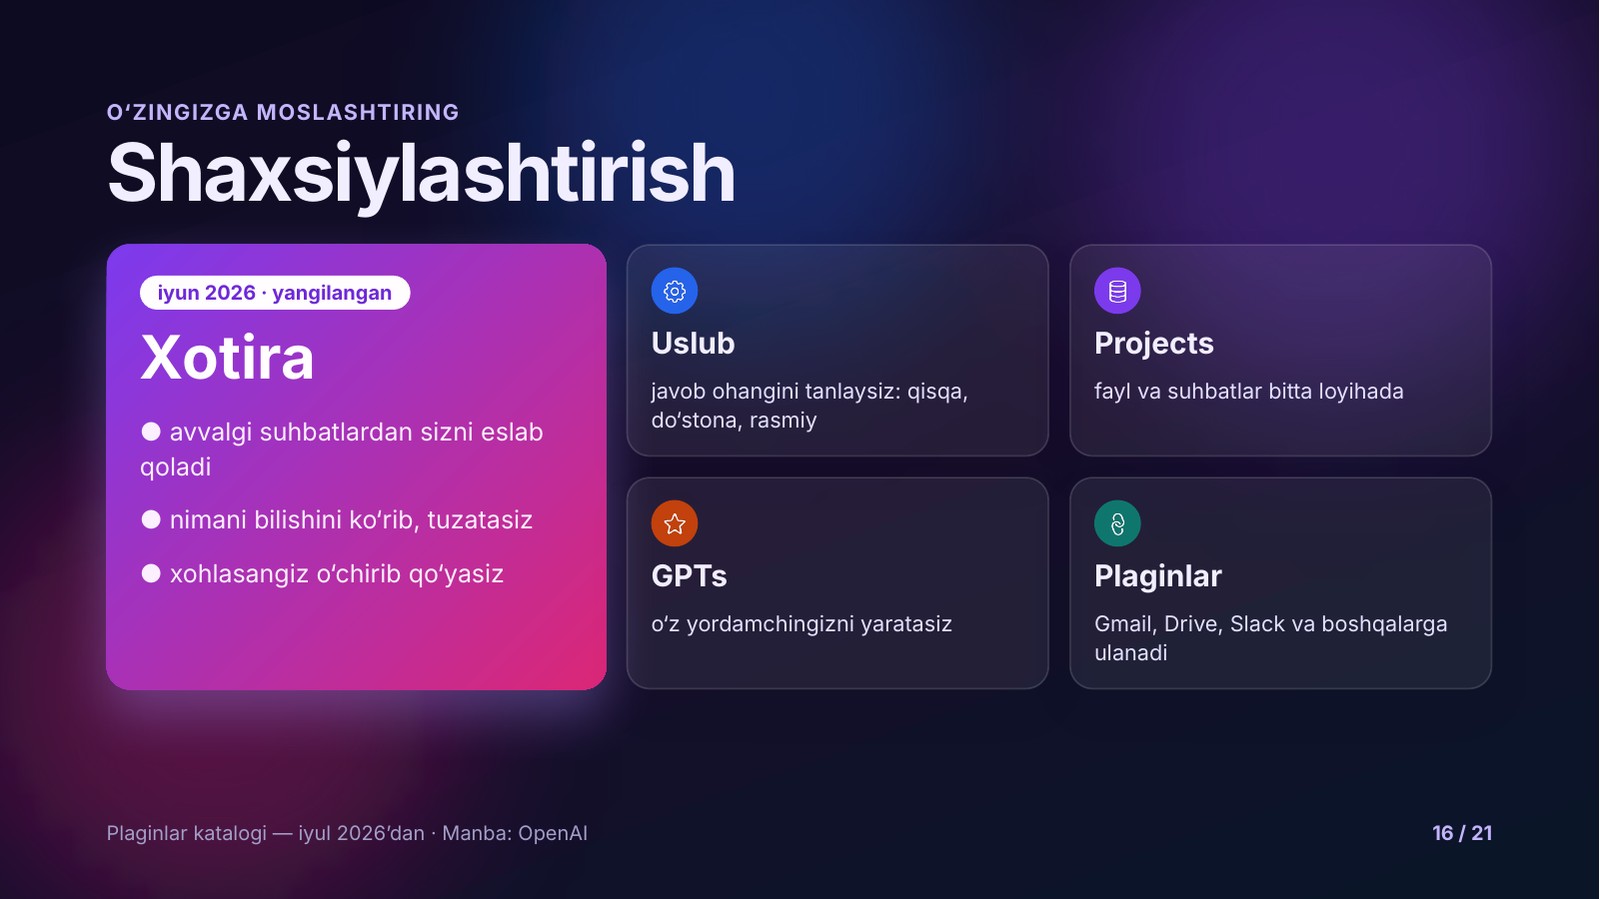 O‘ZINGIZGA MOSLASHTIRING
Shaxsiylashtirish
iyun 2026 · yangilangan
Xotira
● avvalgi suhbatlardan sizni eslab
qoladi
● nimani bilishini ko‘rib, tuzatasiz
● xohlasangiz o‘chirib qo‘yasiz
Uslub
javob ohangini tanlaysiz: qisqa,
do‘stona, rasmiy
Projects
fayl va suhbatlar bitta loyihada
GPTs
o‘z yordamchingizni yaratasiz
Plaginlar
Gmail, Drive, Slack va boshqalarga
ulanadi
Plaginlar katalogi — iyul 2026’dan · Manba: OpenAI
16 / 21